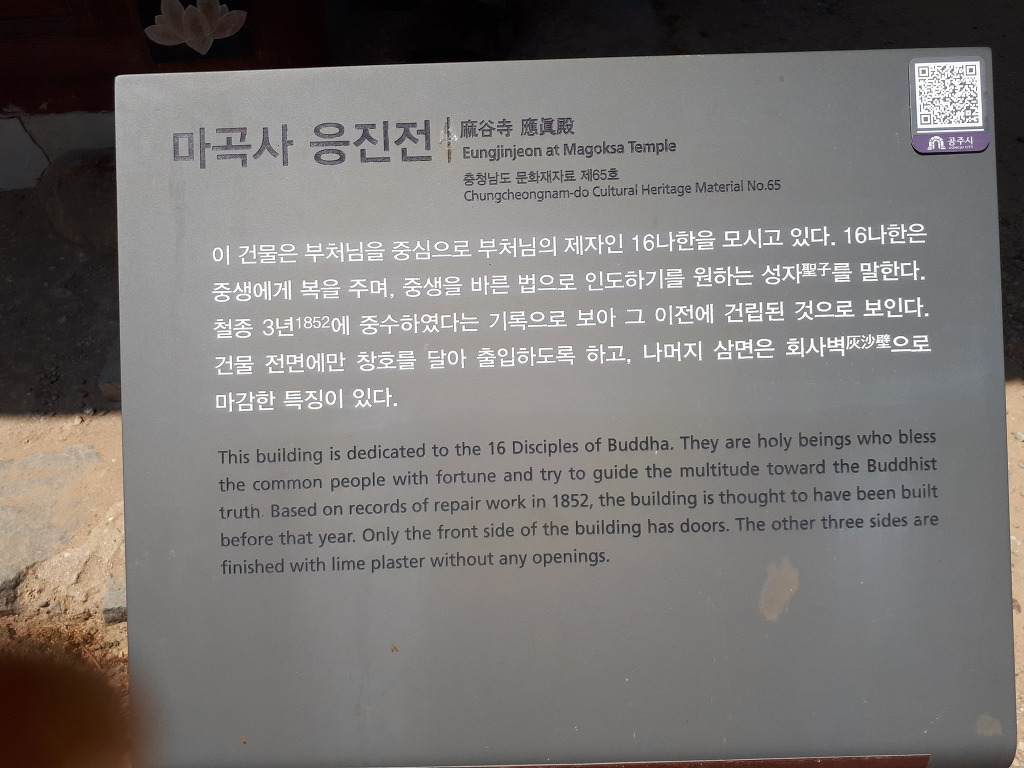 마곡사 응진전
麻谷寺 應眞殿
Eungjinjeon at Magoksa Temple
충청남도 문화재자료 제65호
Chungcheongnam-do Cultural Heritage Material No.65
공주시
이 건물은 부처님을 중심으로 부처님의 제자인 16나한을 모시고 있다. 16나한은
중생에게 복을 주며, 중생을 바른 법으로 인도하기를 원하는 성자聖子를 말한다.
철종 3년1852에 중수하였다는 기록으로 보아 그 이전에 건립된 것으로 보인다.
건물 전면에만 창호를 달아 출입하도록 하고, 나머지 삼면은 회사벽灰沙壁으로
마감한 특징이 있다.
This building is dedicated to the 16 Disciples of Buddha. They are holy beings who bless
the common people with fortune and try to guide the multitude toward the Buddhist
truth. Based on records of repair work in 1852, the building is thought to have been built
before that year. Only the front side of the building has doors. The other three sides are
finished with lime plaster without any openings.